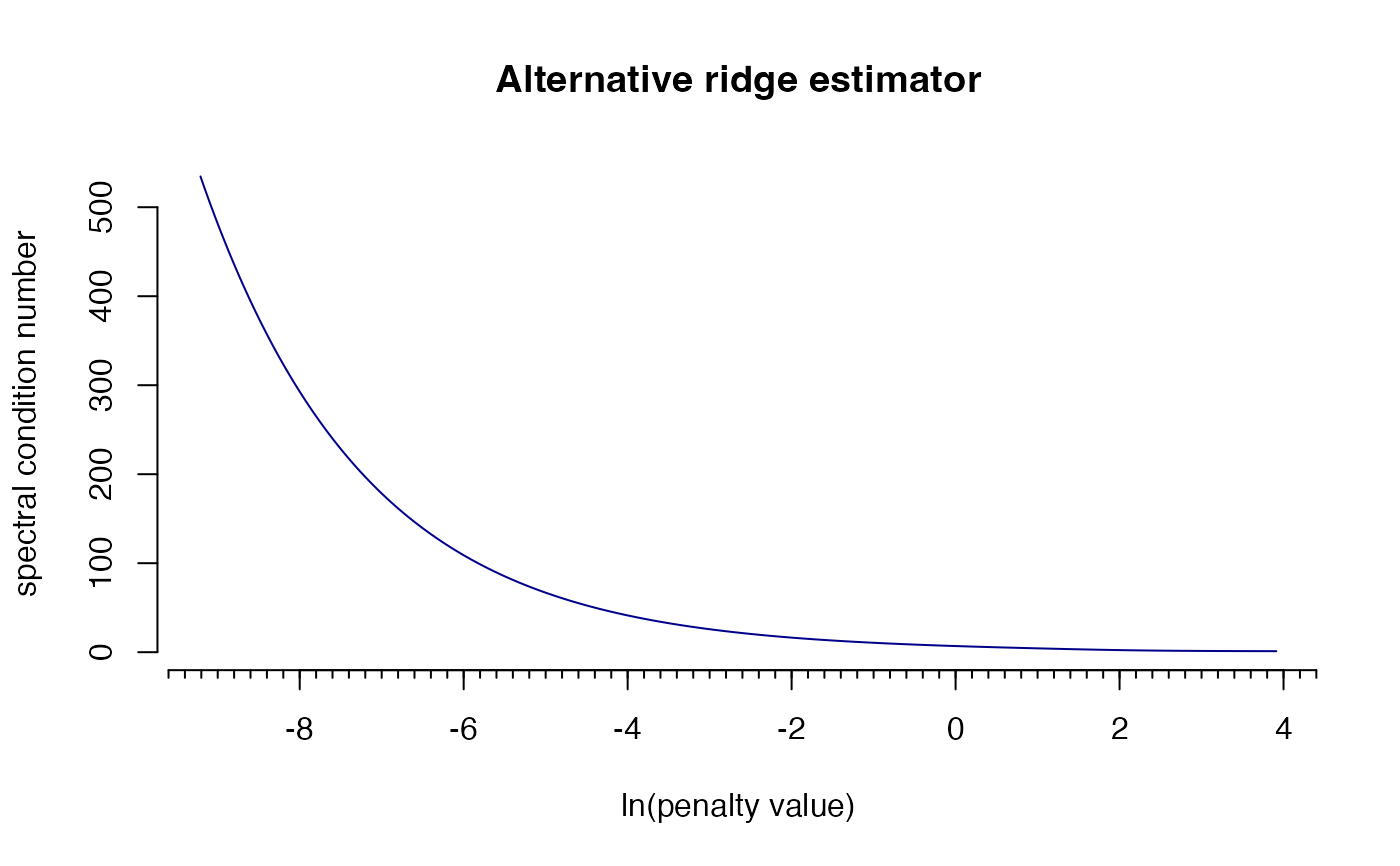 Alternative ridge estimator
spectral condition number
500
400
300
200
100
0
-8 -6 -4 -2 0 2 4
ln(penalty value)